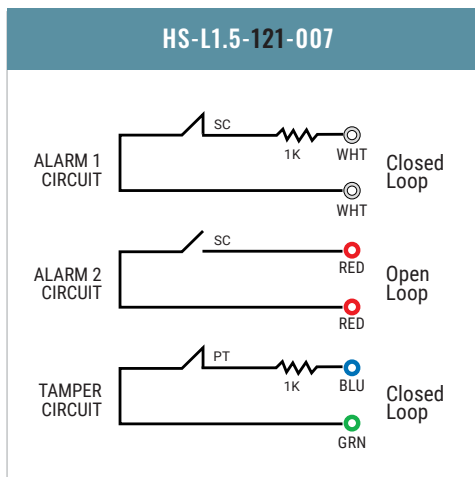 HS-L1.5-121-007
SC
1K
WHT
ALARM 1
CIRCUIT
Closed
Loop
WHT
SC
RED
ALARM 2
CIRCUIT
Open
Loop
RED
PT
1K
BLU
TAMPER
CIRCUIT
Closed
Loop
GRN